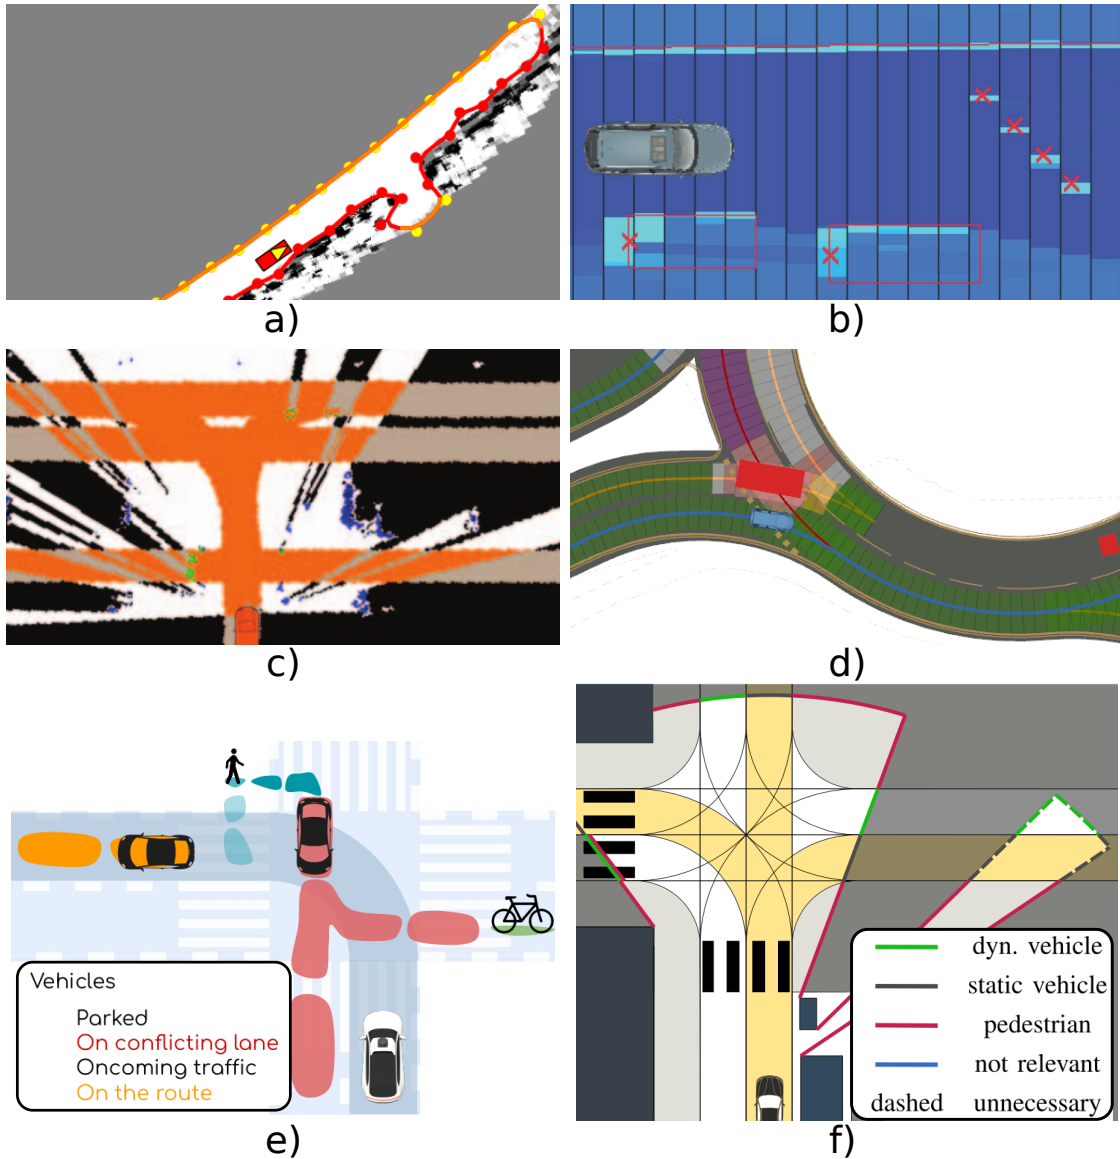 a)
b)
c)
d)
Vehicles
Parked
On conflicting lane
Oncoming traffic
On the route
e)
dyn. vehicle
static vehicle
pedestrian
not relevant
dashed unnecessary
f)